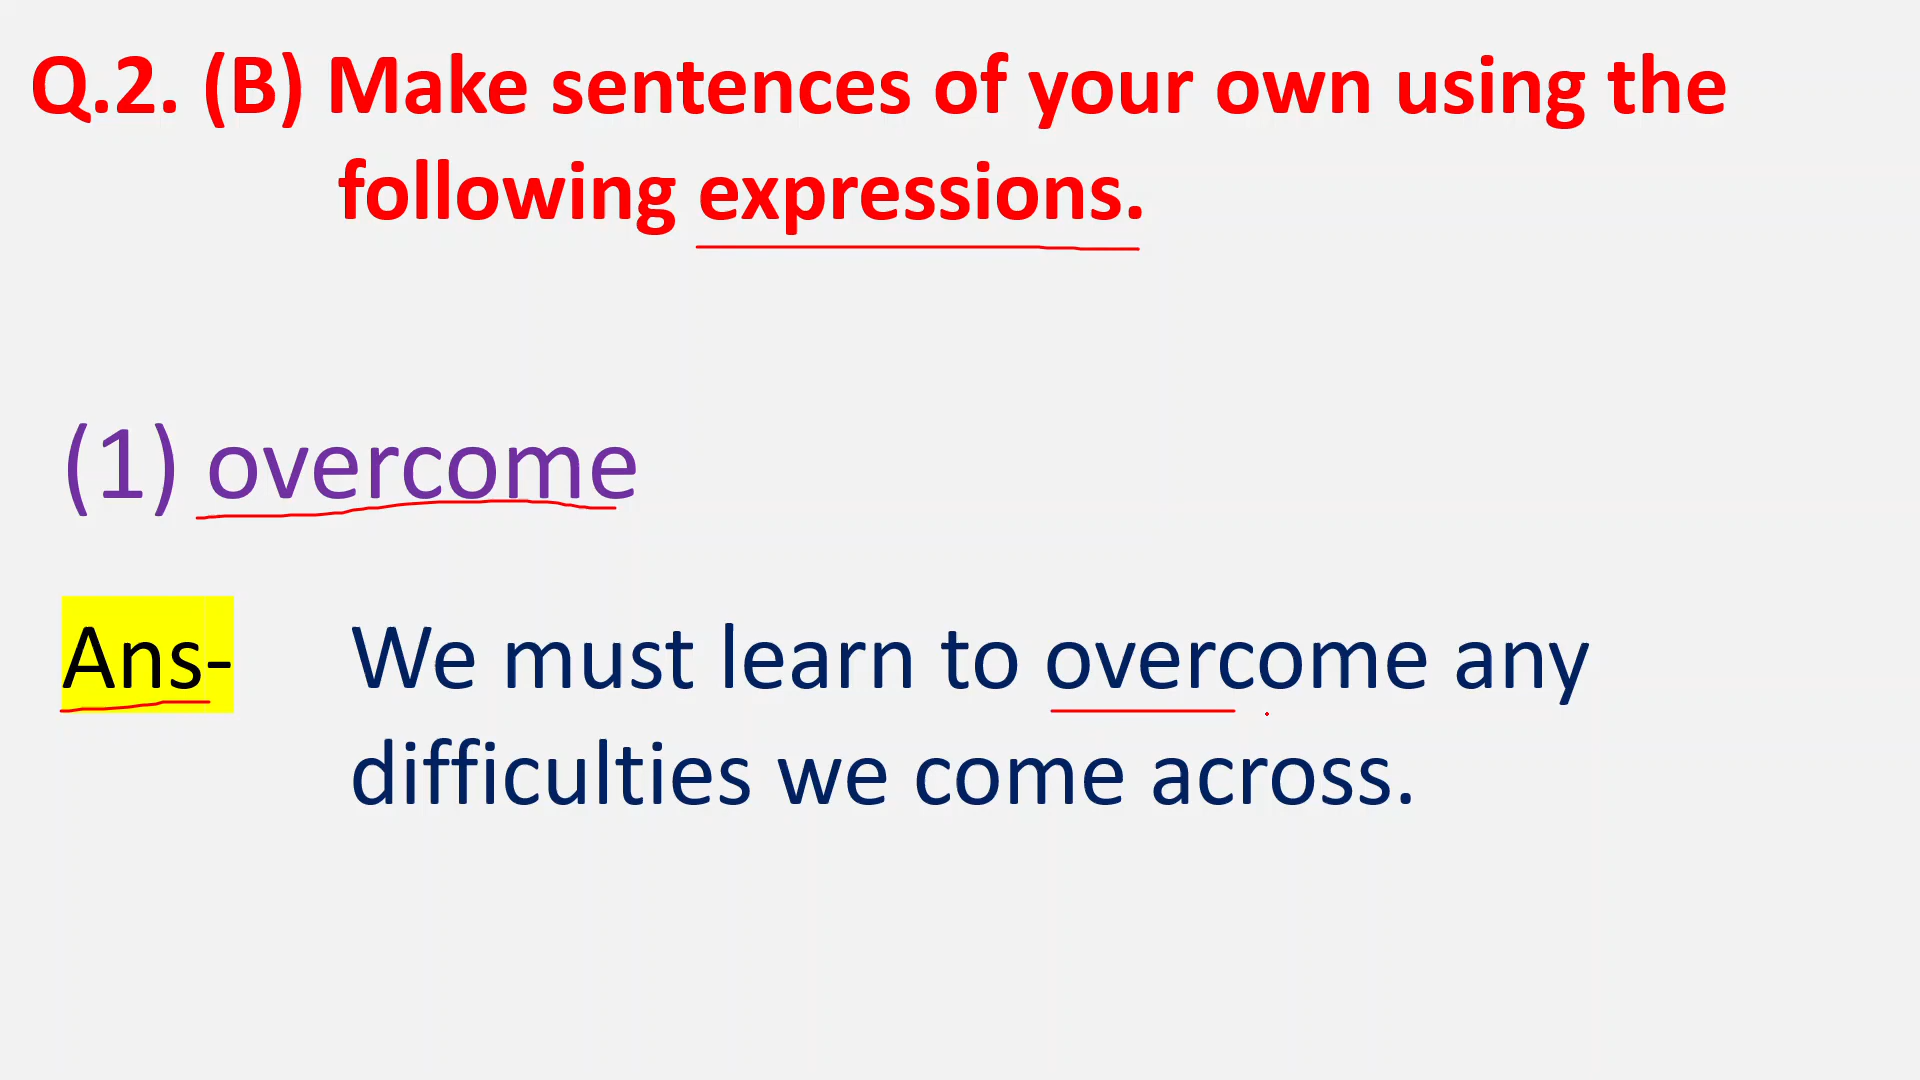 Q.2. (B) Make sentences of your own using the
following expressions.
(1) overcome
Ans- We must learn to overcome any
difficulties we come across.